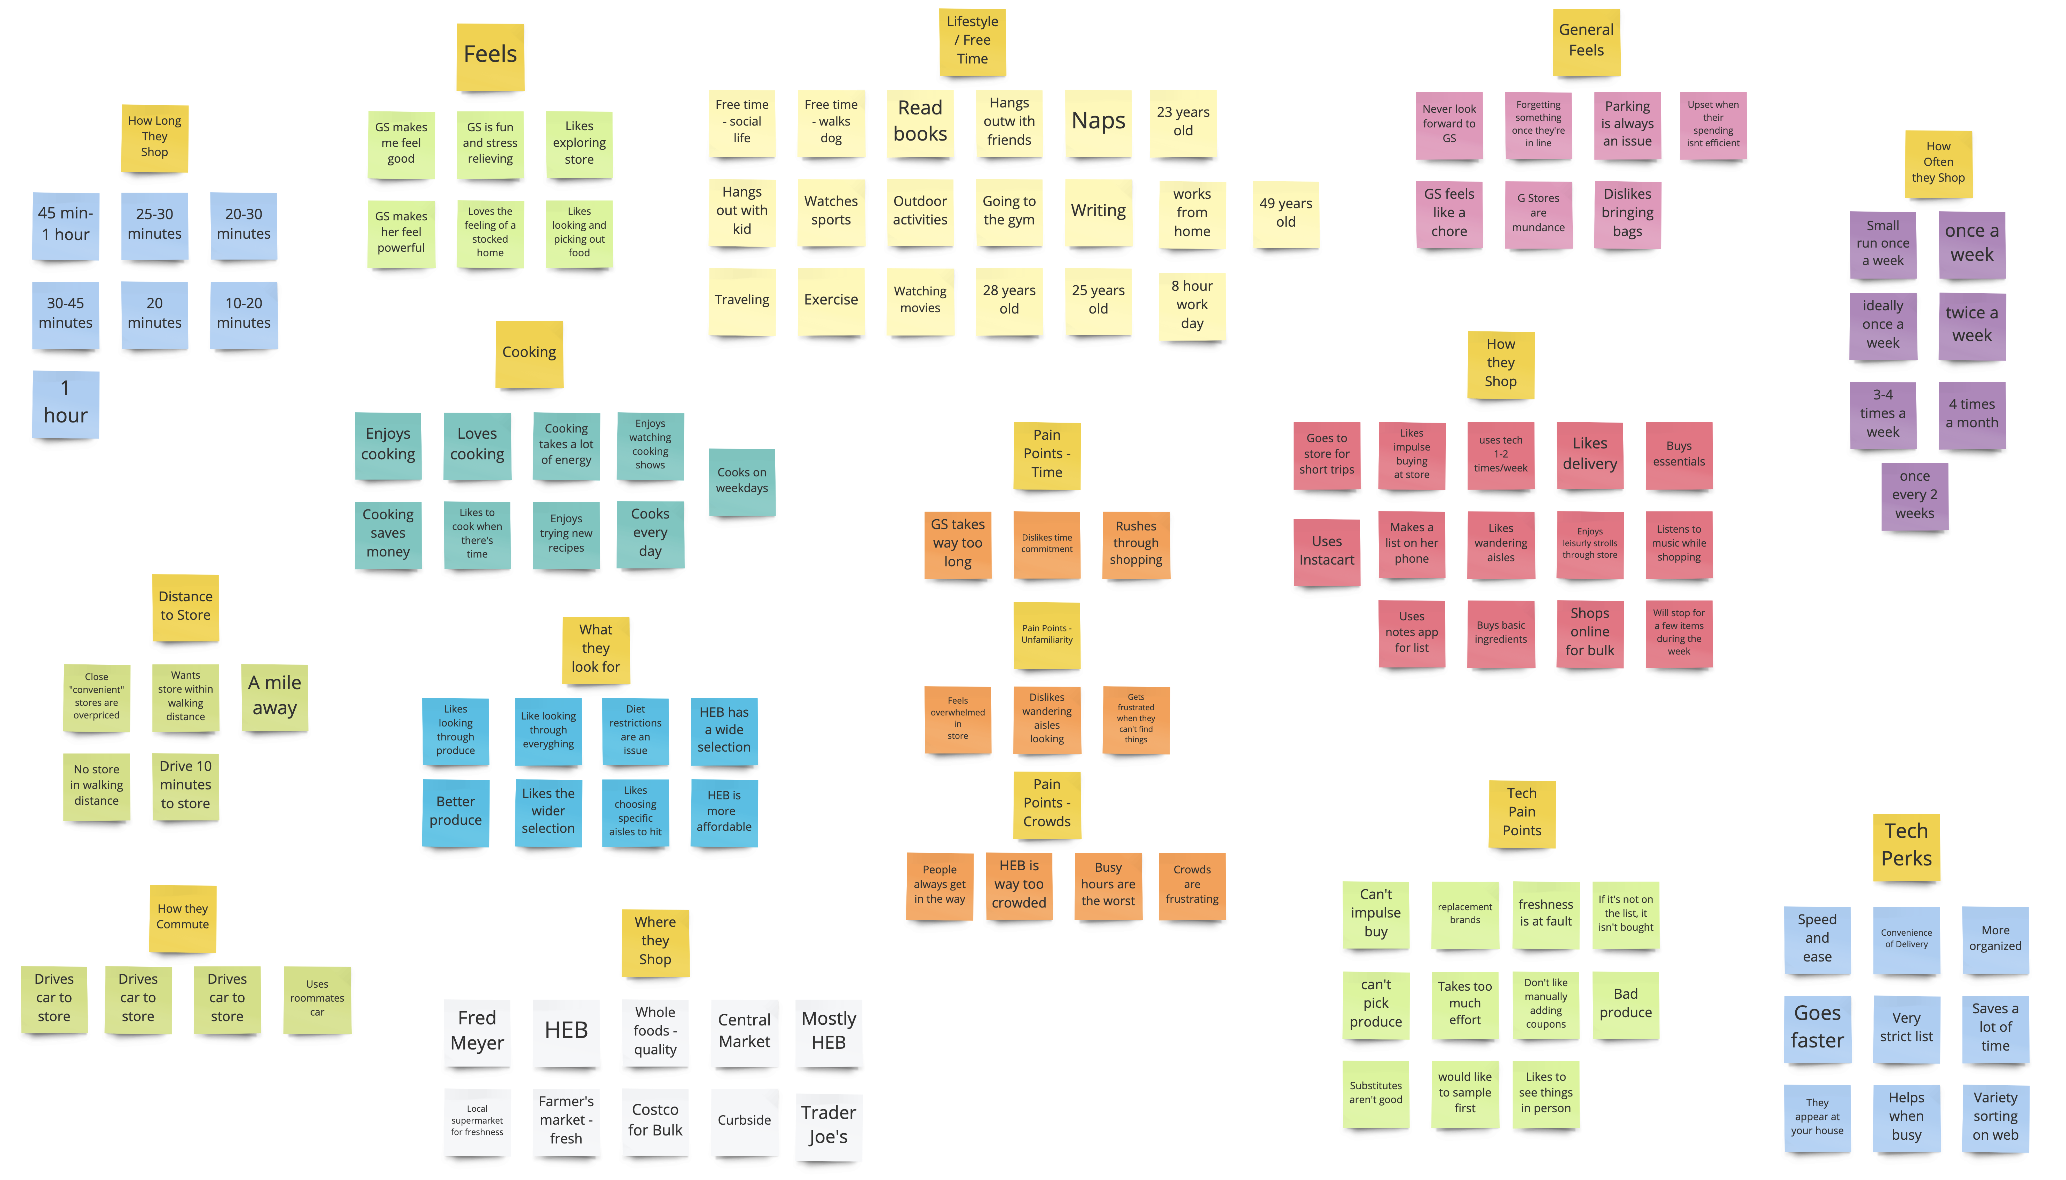 How Long
They
Shop
45 min-
1 hour
25-30
minutes
20-30
minutes
30-45
minutes
20
minutes
10-20
minutes
1
hour
Feels
GS makes
me feel
good
GS is fun
and stress
relieving
Likes
exploring
store
GS makes
her feel
powerful
Loves the
feeling of a
stocked
home
Likes
looking and
picking out
food
Lifestyle
/ Free
Time
Free time
- social
life
Free time
- walks
dog
Read
books
Hangs
outw ith
friends
Naps
23 years
old
Hangs
out with
kid
Watches
sports
Outdoor
activities
Going to
the gym
Writing
works
from
home
49 years
old
Traveling
Exercise
Watching
movies
28 years
old
25 years
old
8 hour
work
day
General
Feels
Never look
forward to
GS
Forgetting
something
once they're
in line
Parking
is always
an issue
Upset when
their
spending
isnt efficient
GS feels
like a
chore
G Stores
are
mundance
Dislikes
bringing
bags
How
Often
they Shop
Small
run once
a week
once a
week
ideally
once a
week
twice a
week
3-4
times a
week
4 times
a month
once
every 2
weeks
Cooking
Enjoys
cooking
Loves
cooking
Cooking
takes a lot
of energy
Enjoys
watching
cooking
shows
Cooks on
weekdays
Cooking
saves
money
Likes to
cook when
there's
time
Enjoys
trying new
recipes
Cooks
every
day
How
they
Shop
Goes to
store for
short trips
Likes
impulse
buying
at store
uses tech
1-2
times/week
Likes
delivery
Buys
essentials
Uses
Instacart
Makes a
list on her
phone
Likes
wandering
aisles
Enjoys
leisurly strolls
through store
Listens to
music while
shopping
Uses
notes app
for list
Buys basic
ingredients
Shops
online
for bulk
Will stop for
a few items
during the
week
Pain
Points -
Time
GS takes
way too
long
Dislikes time
commitment
Rushes
through
shopping
Pain Points -
Unfamiliarity
Feels
overwhelmed
in
store
Dislikes
wandering
aisles
looking
Gets
frustrated
when they
can't find
things
Pain
Points -
Crowds
People
always get
in the way
HEB is
way too
crowded
Busy
hours are
the worst
Crowds
are
frustrating
Distance
to Store
Close
"convenient"
stores are
overpriced
Wants
store within
walking
distance
A mile
away
No store
in walking
distance
Drive 10
minutes
to store
What
they
look for
Likes
looking
through
produce
Like looking
through
everyghing
Diet
restrictions
are an
issue
HEB has
a wide
selection
Better
produce
Likes the
wider
selection
Likes
choosing
specific
aisles to hit
HEB is
more
affordable
How they
Commute
Drives
car to
store
Drives
car to
store
Drives
car to
store
Uses
roommates
car
Where
they
Shop
Fred
Meyer
HEB
Whole
foods -
quality
Central
Market
Mostly
HEB
Local
supermarket
for freshness
Farmer's
market -
fresh
Costco
for Bulk
Curbside
Trader
Joe's
Tech
Pain
Points
Can't
impulse
buy
replacement
brands
freshness
is at fault
If it's not on
the list, it
isn't bought
can't
pick
produce
Takes too
much
effort
Don't like
manually
adding
coupons
Bad
produce
Substitutes
aren't good
would like
to sample
first
Likes to
see things
in person
Tech
Perks
Speed
and
ease
Convenience
of Delivery
More
organized
Goes
faster
Very
strict list
Saves a
lot of
time
They
appear at
your house
Helps
when
busy
Variety
sorting
on web